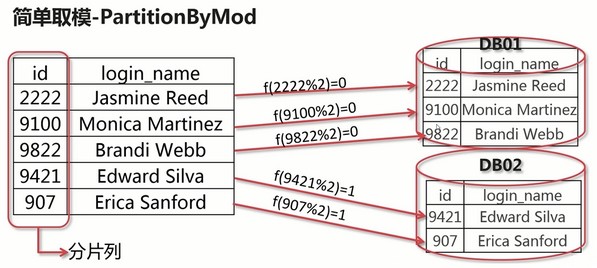 简单取模-PartitionByMod
id login_name
2222 Jasmine Reed
9100 Monica Martinez
9822 Brandi Webb
9421 Edward Silva
907 Erica Sanford
分片列
f(2222%2)=0
f(9100%2)=0
f(9822%2)=0
f(9421%2)=1
f(907%2)=1
DB01
id login_name
2222 Jasmine Reed
9100 Monica Martinez
9822 Brandi Webb
DB02
id login_name
9421 Edward Silva
907 Erica Sanford